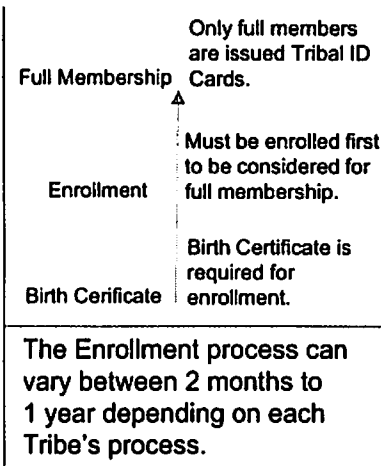 Only full members
are issued Tribal ID
Full Membership Cards.
Must be enrolled first
to be considered for
Enrollment full membership.
Birth Certificate is
required for
Birth Cerificate enrollment.
The Enrollment process can
vary between 2 months to
1 year depending on each
Tribe's process.